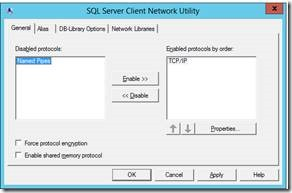 SQL Server Client Network Utility
General
Alias
DB-Library Options
Network Libraries
Disabled protocols:
Enabled protocols by order:
Named Pipes
TCP/IP
Enable >>
<< Disable
Properties...
Force protocol encryption
Enable shared memory protocol
OK
Cancel
Apply
Help